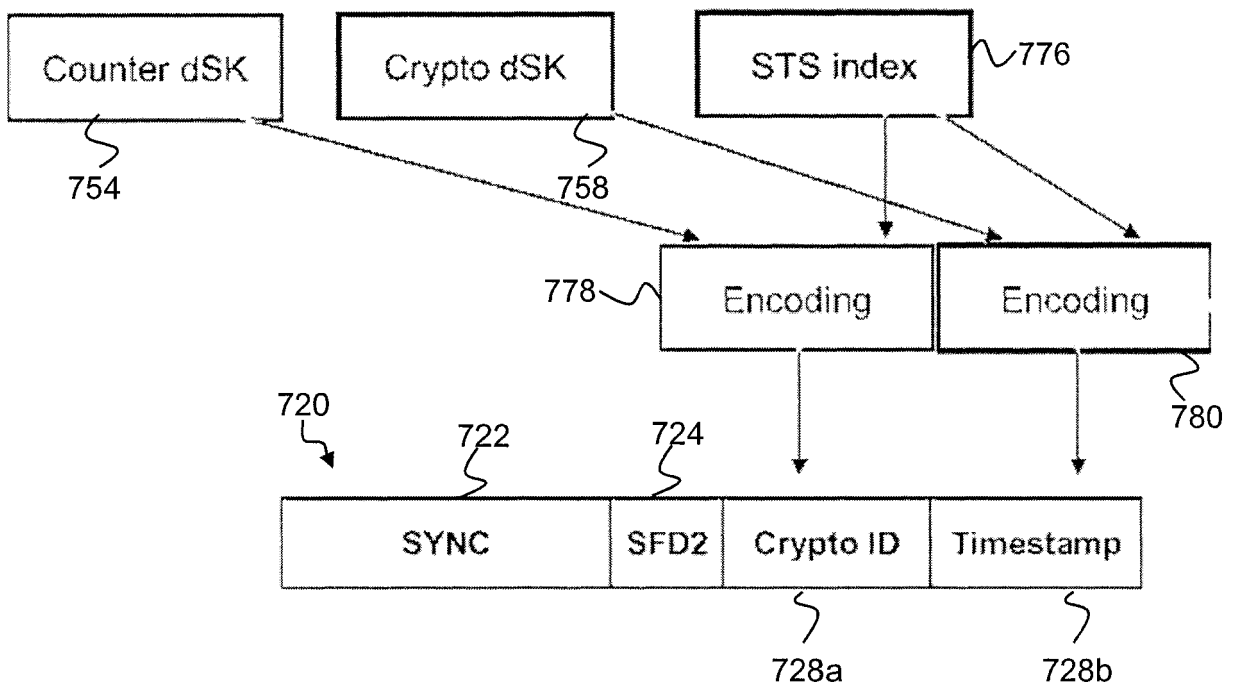 Counter dSK
Crypto dSK
STS index
776
754
758
778
Encoding
Encoding
780
720
722
724
SYNC
SFD2
Crypto ID
Timestamp
728a
728b